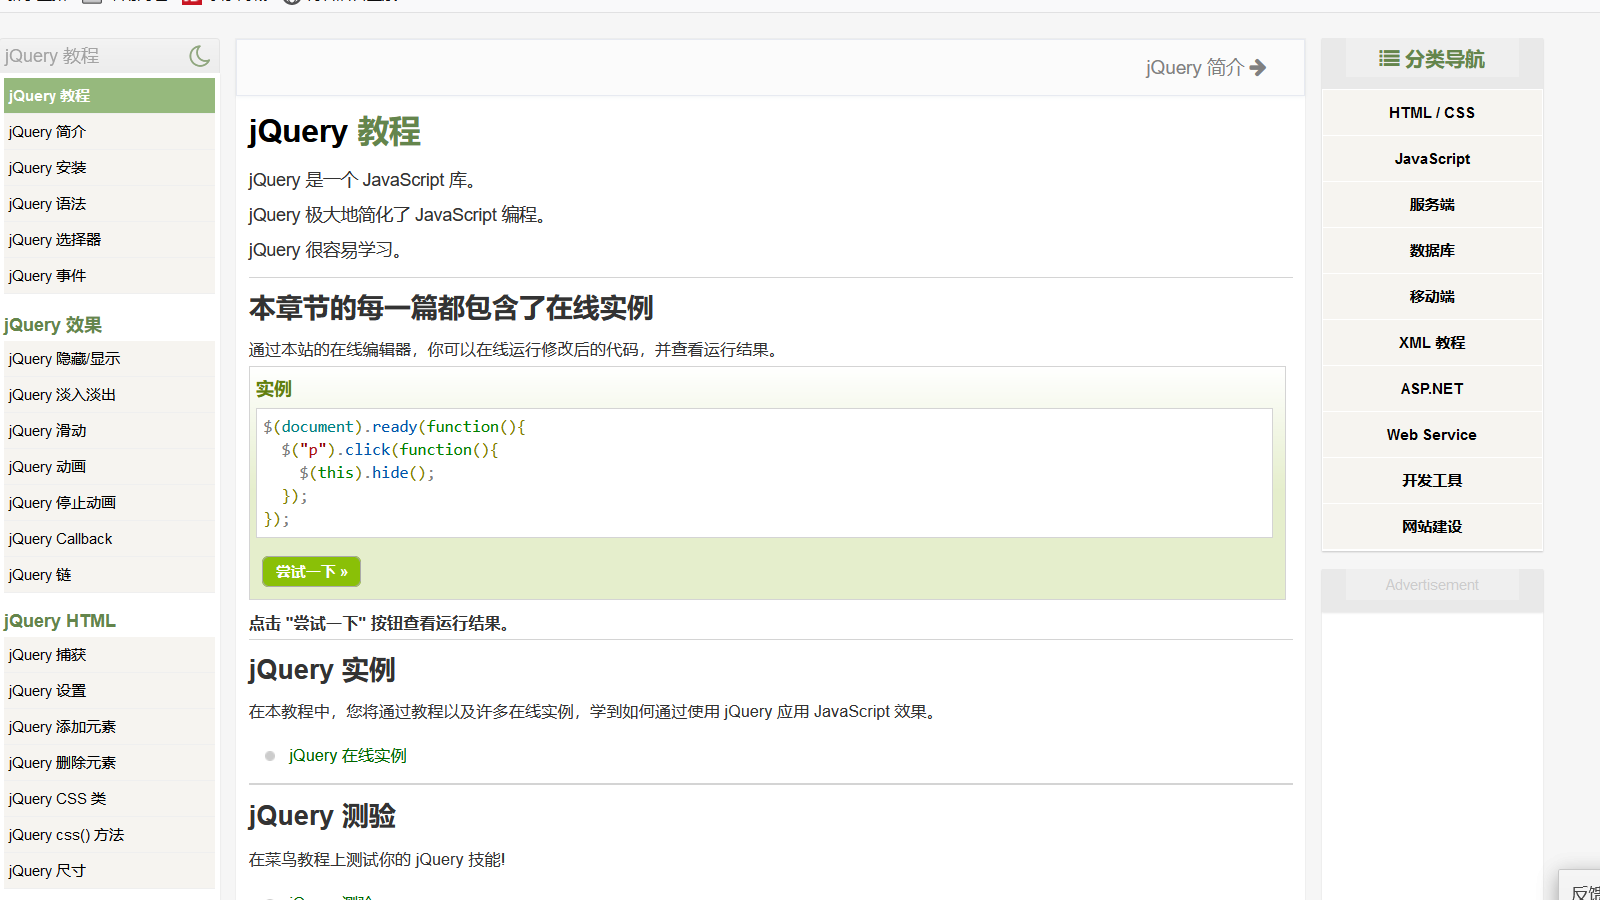 jQuery 教程
jQuery 教程
jQuery 简介
jQuery 安装
jQuery 语法
jQuery 选择器
jQuery 事件
jQuery 效果
jQuery 隐藏/显示
jQuery 淡入淡出
jQuery 滑动
jQuery 动画
jQuery 停止动画
jQuery Callback
jQuery 链
jQuery HTML
jQuery 捕获
jQuery 设置
jQuery 添加元素
jQuery 删除元素
jQuery CSS 类
jQuery css() 方法
jQuery 尺寸
jQuery 简介
jQuery 教程
jQuery 是一个 JavaScript 库。
jQuery 极大地简化了 JavaScript 编程。
jQuery 很容易学习。
本章节的每一篇都包含了在线实例
通过本站的在线编辑器，你可以在线运行修改后的代码，并查看运行结果。
实例
$(document).ready(function(){
$("p").click(function(){
$(this).hide();
});
});
尝试一下 »
点击 "尝试一下" 按钮查看运行结果。
jQuery 实例
在本教程中，您将通过教程以及许多在线实例，学到如何通过使用 jQuery 应用 JavaScript 效果。
jQuery 在线实例
jQuery 测验
在菜鸟教程上测试你的 jQuery 技能!
分类导航
HTML / CSS
JavaScript
服务端
数据库
移动端
XML 教程
ASP.NET
Web Service
开发工具
网站建设
Advertisement